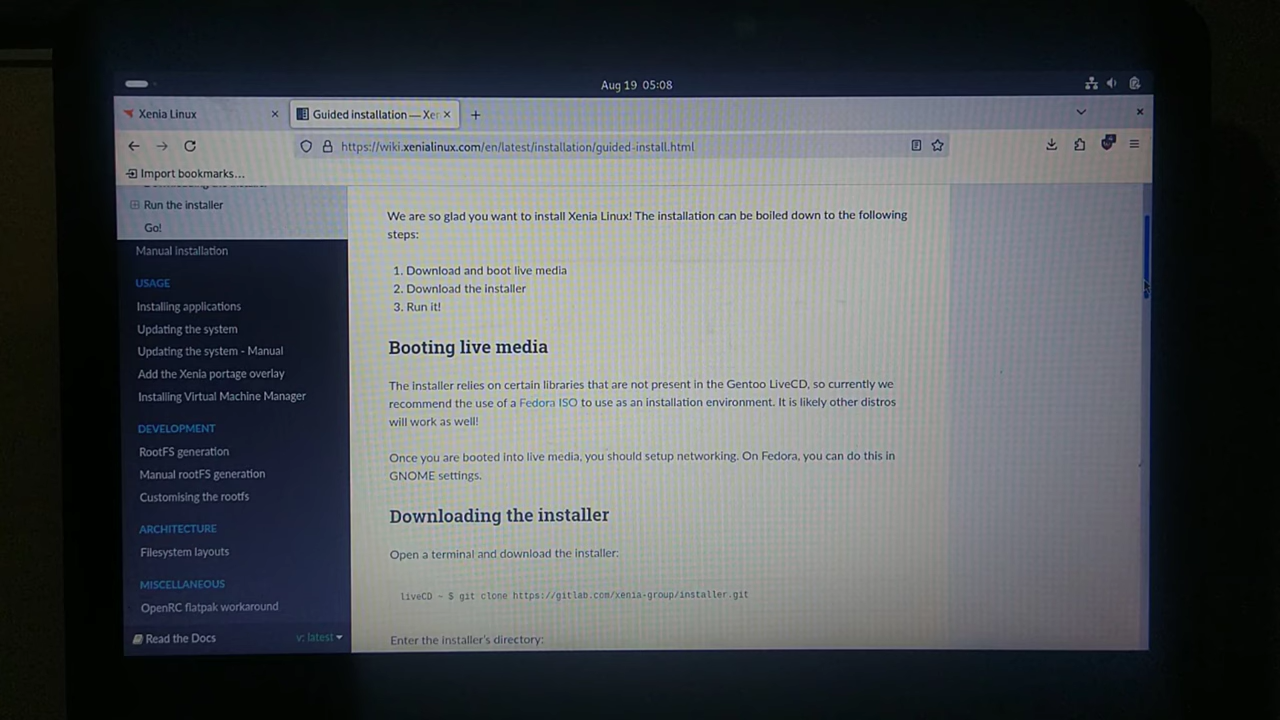 Aug 19 05:08
Xenia Linux
Guided installation — Xer
https://wiki.xenialinux.com/en/latest/installation/guided-install.html
Import bookmarks...
Run the installer
Go!
Manual installation
USAGE
Installing applications
Updating the system
Updating the system - Manual
Add the Xenia portage overlay
Installing Virtual Machine Manager
DEVELOPMENT
RootFS generation
Manual rootFS generation
Customising the rootfs
ARCHITECTURE
Filesystem layouts
MISCELLANEOUS
OpenRC flatpak workaround
Read the Docs
v: latest
We are so glad you want to install Xenia Linux! The installation can be boiled down to the following
steps:
1. Download and boot live media
2. Download the installer
3. Run it!
Booting live media
The installer relies on certain libraries that are not present in the Gentoo LiveCD, so currently we
recommend the use of a Fedora ISO to use as an installation environment. It is likely other distros
will work as well!
Once you are booted into live media, you should setup networking. On Fedora, you can do this in
GNOME settings.
Downloading the installer
Open a terminal and download the installer:
liveCD ~ $ git clone https://gitlab.com/xenia-group/installer.git
Enter the installer's directory: